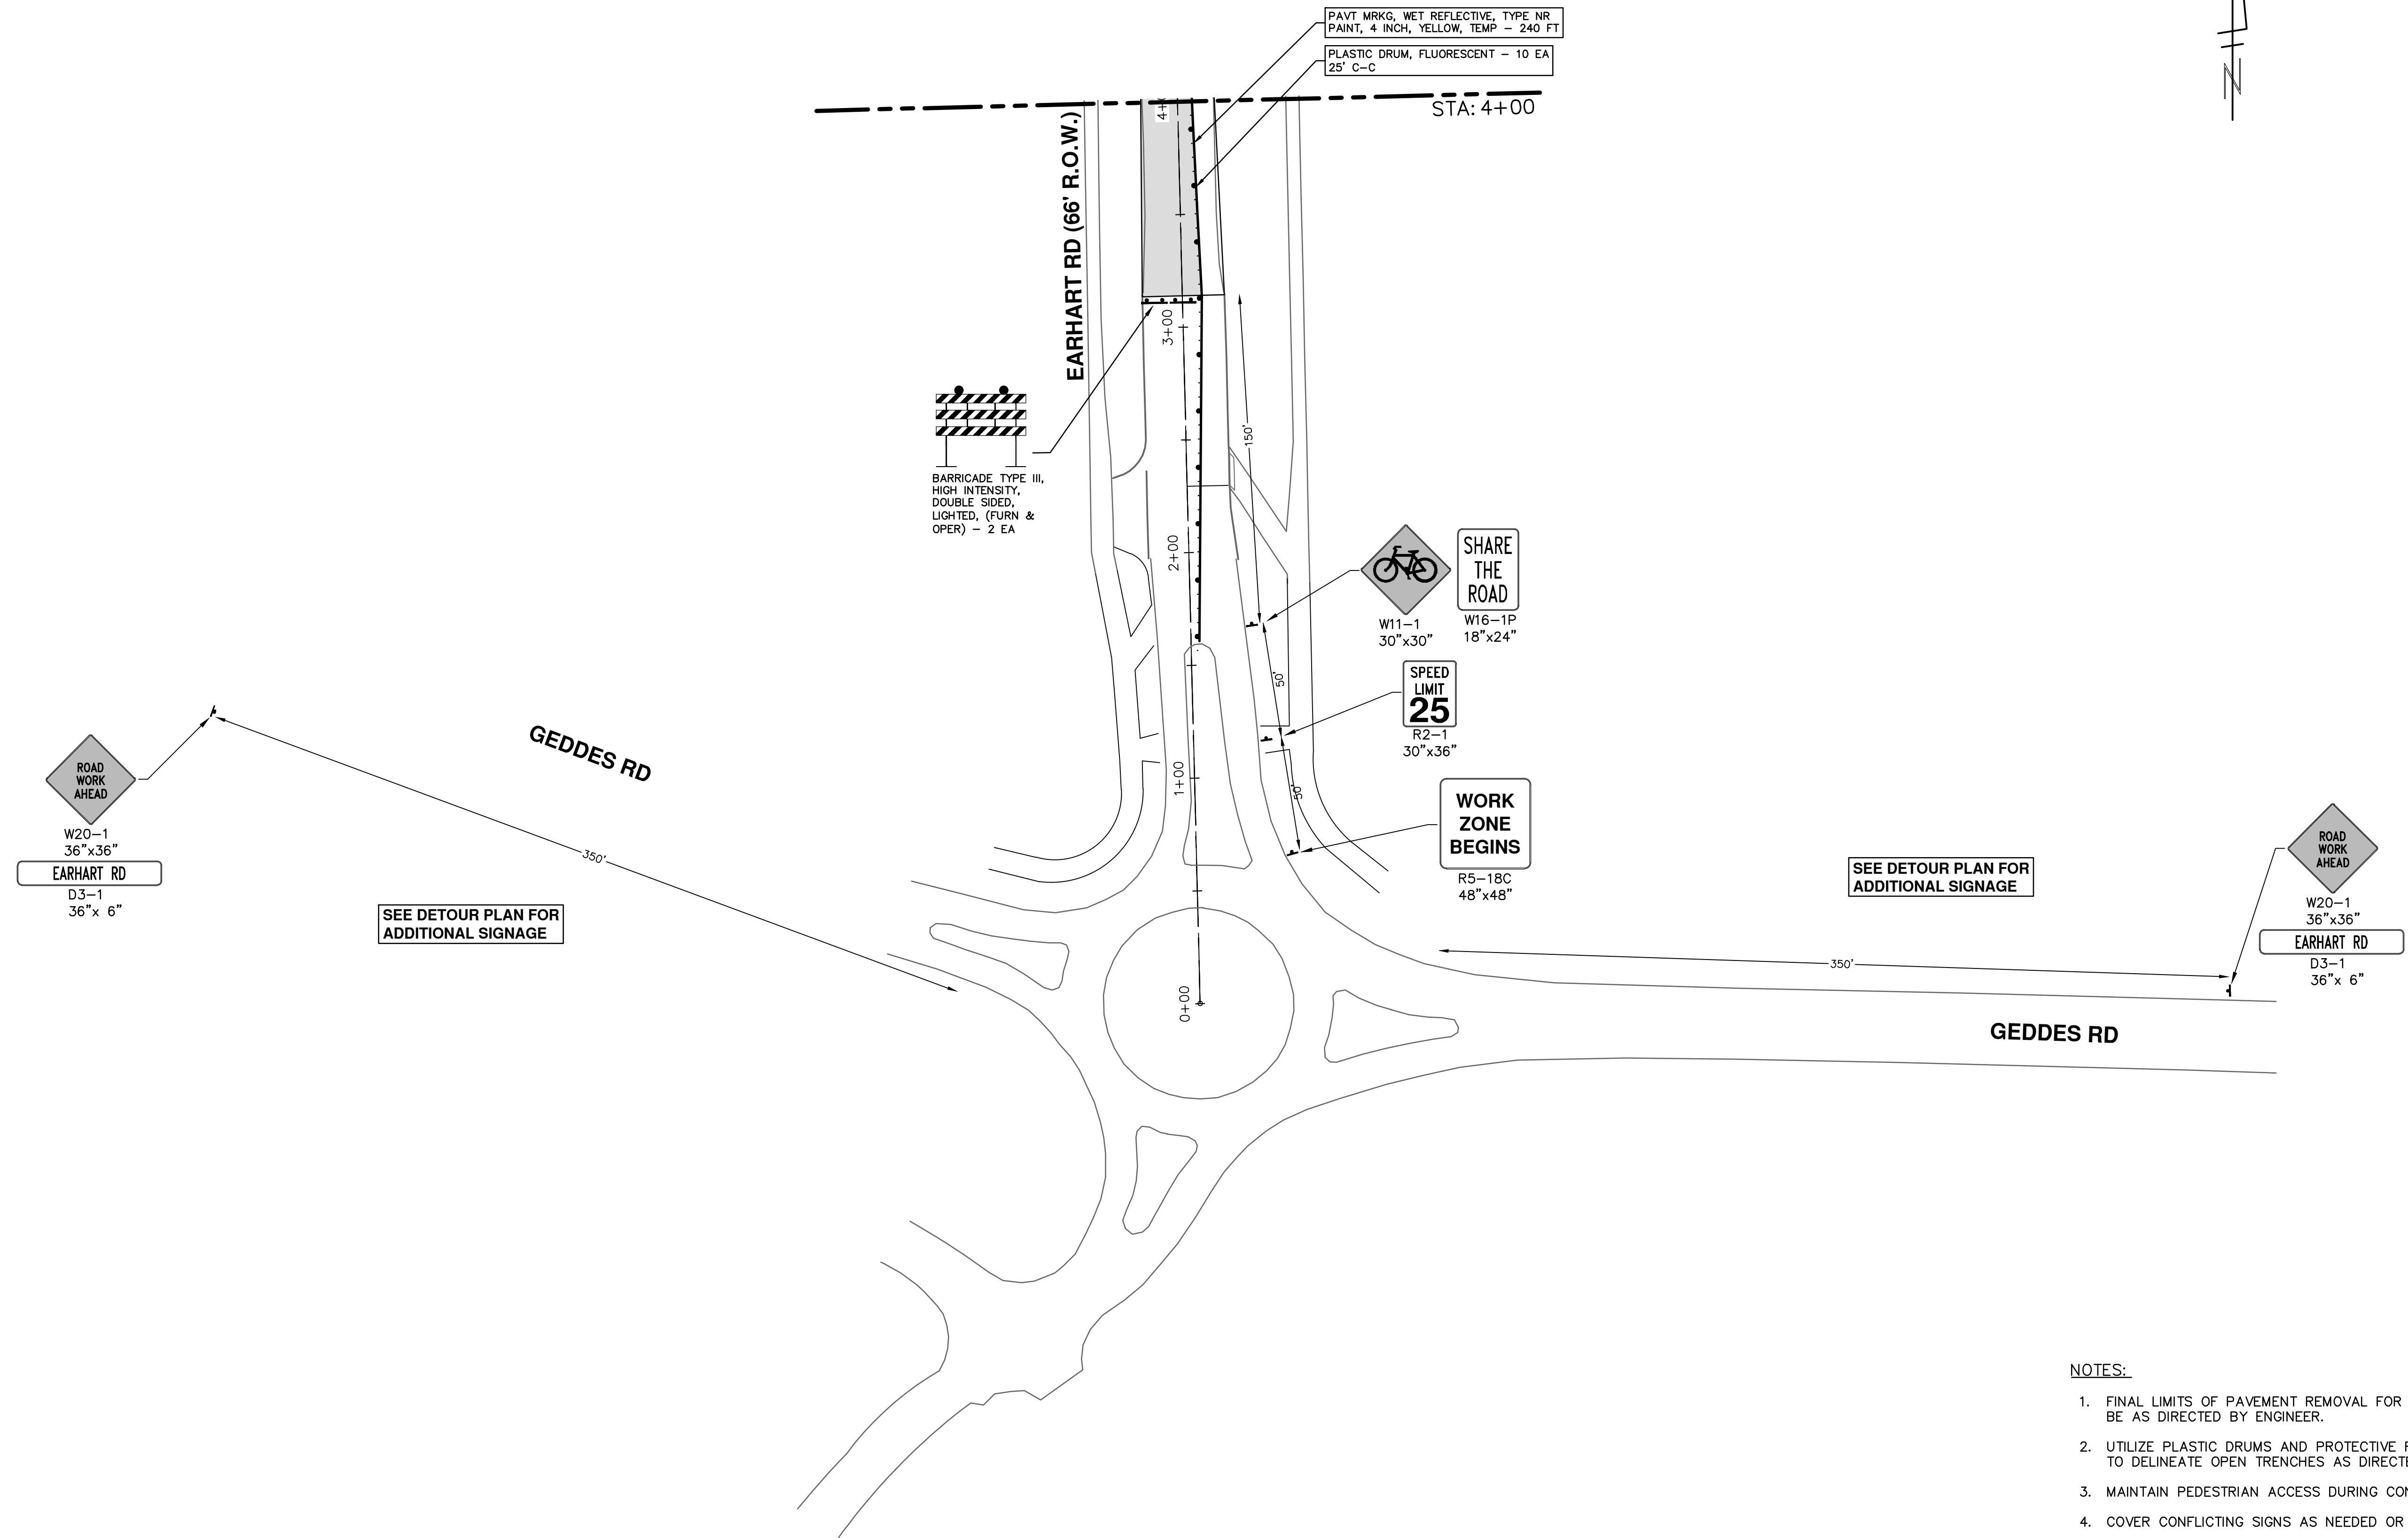 PAVT MRKG, WET REFLECTIVE, TYPE NR
PAINT, 4 INCH, YELLOW, TEMP – 240 FT
PLASTIC DRUM, FLUORESCENT – 10 EA
25' C–C
N
STA: 4+00
EARHART RD (66' R.O.W.)
3+00
150'
BARRICADE TYPE III,
HIGH INTENSITY,
DOUBLE SIDED,
LIGHTED, (FURN &
OPER) – 2 EA
2+00
SHARE
THE
ROAD
W11–1
30"x30"
W16–1P
18"x24"
50'
SPEED
LIMIT
25
R2–1
30"x36"
1+00
50'
WORK
ZONE
BEGINS
R5–18C
48"x48"
GEDDES RD
ROAD
WORK
AHEAD
W20–1
36"x36"
EARHART RD
D3–1
36"x 6"
350'
SEE DETOUR PLAN FOR
ADDITIONAL SIGNAGE
SEE DETOUR PLAN FOR
ADDITIONAL SIGNAGE
ROAD
WORK
AHEAD
W20–1
36"x36"
EARHART RD
D3–1
36"x 6"
350'
0+00
GEDDES RD
NOTES:
1. FINAL LIMITS OF PAVEMENT REMOVAL FOR
BE AS DIRECTED BY ENGINEER.
2. UTILIZE PLASTIC DRUMS AND PROTECTIVE
TO DELINEATE OPEN TRENCHES AS
3. MAINTAIN PEDESTRIAN ACCESS DURING
4. COVER CONFLICTING SIGNS AS NEEDED OR